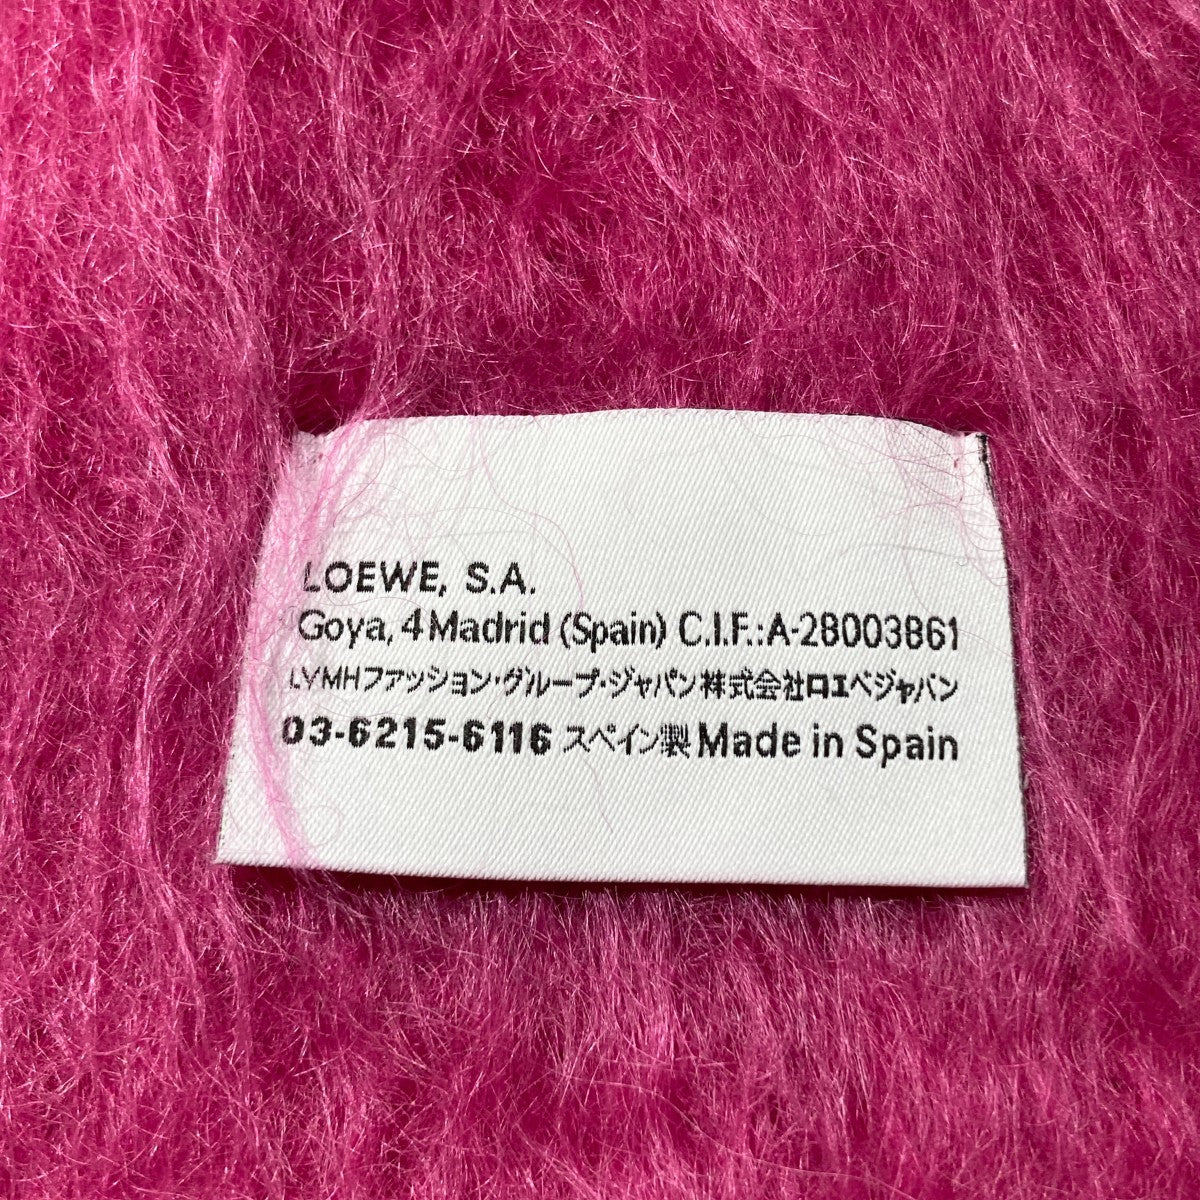 LOEWE, S.A.
Goya, 4 Madrid (Spain) C.I.F.:A-28003861
LVMHファッション・グループ・ジャパン株式会社ロエベジャパン
03-6215-6116 スペイン製 Made in Spain